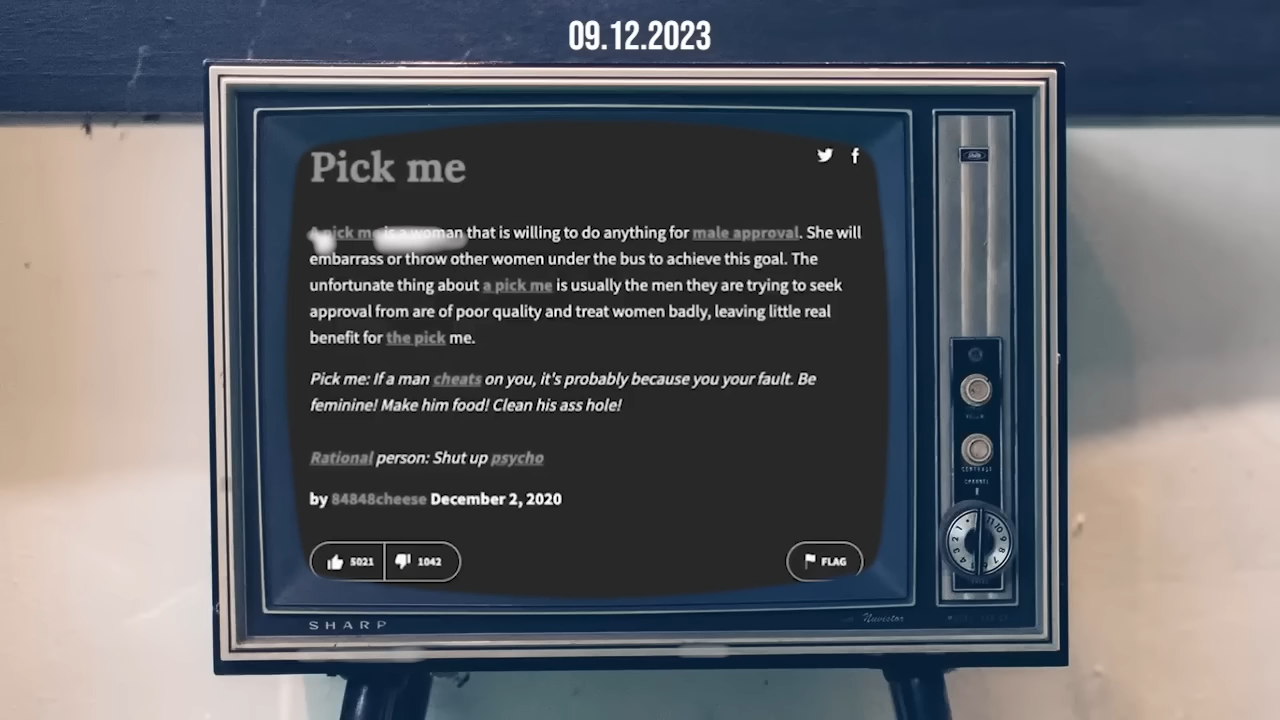 09.12.2023
Pick me
A pick me is a woman that is willing to do anything for male approval. She will
embarrass or throw other women under the bus to achieve this goal. The
unfortunate thing about a pick me is usually the men they are trying to seek
approval from are of poor quality and treat women badly, leaving little real
benefit for the pick me.
Pick me: If a man cheats on you, it's probably because you your fault. Be
feminine! Make him food! Clean his ass hole!
Rational person: Shut up psycho
by 84848cheese December 2, 2020
5021 1042 FLAG
CONTRAST
CHANNEL
SHARP
Nuvistor